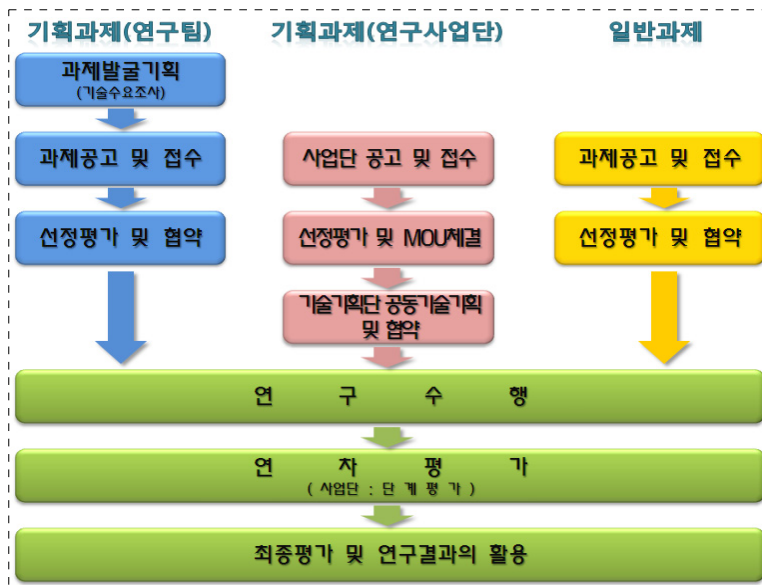 기획과제(연구팀)
기획과제(연구사업단)
일반과제
과제발굴기획
(기술수요조사)
과제공고 및 접수
사업단 공고 및 접수
과제공고 및 접수
선정평가 및 협약
선정평가 및 MOU체결
선정평가 및 협약
기술기획단 공동기술기획
및 협약
연 구 수 행
연 차 평 가
( 사업단 : 단 계 평 가 )
최종평가 및 연구결과의 활용